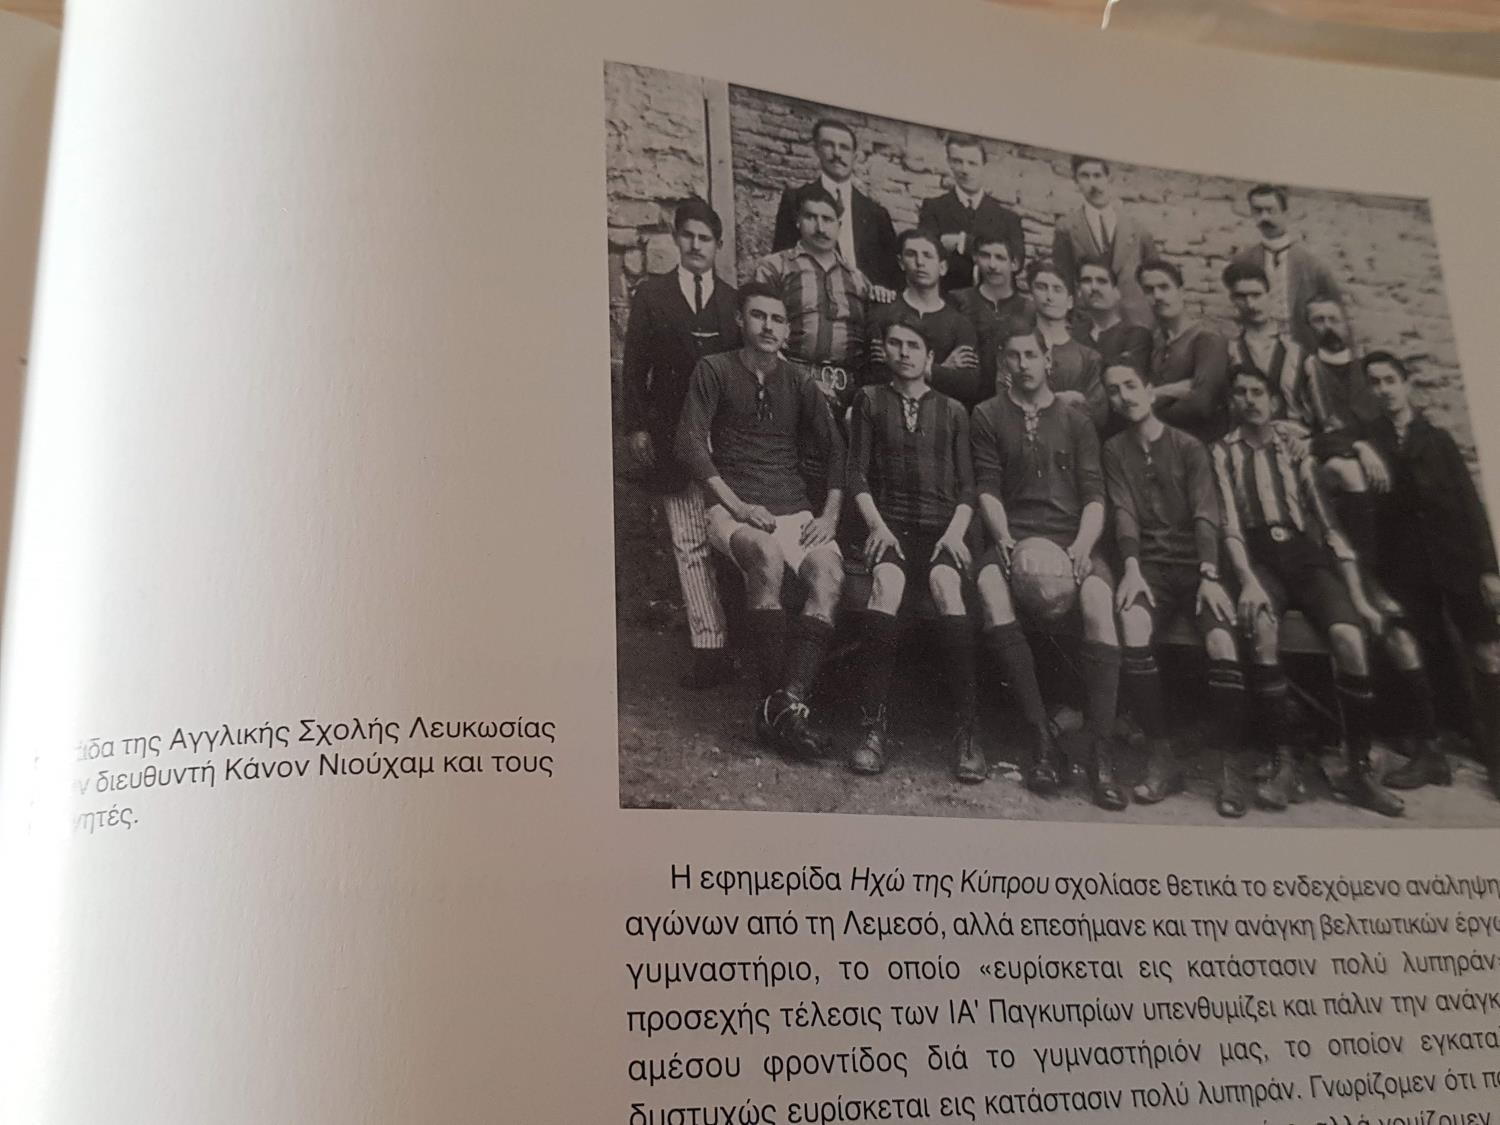 της Αγγλικής Σχολής Λευκωσίας
διευθυντή Κάνον Νιούχαμ και τους
Η εφημερίδα Ηχώ της Κύπρου σχολίασε θετικά το ενδεχόμενο ανάληψη
αγώνων από τη Λεμεσό, αλλά επεσήμανε και την ανάγκη βελτιωτικών
γυμναστήριο, το οποίο «ευρίσκεται εις κατάστασιν πολύ λυπηράν
προσεχής τέλεσις των ΙΑ' Παγκυπρίων υπενθυμίζει και πάλιν την
αμέσου φροντίδος διά το γυμναστήριόν μας, το οποίον
δυστυχώς ευρίσκεται εις κατάστασιν πολύ λυπηράν. Γνωρίζομεν ότι